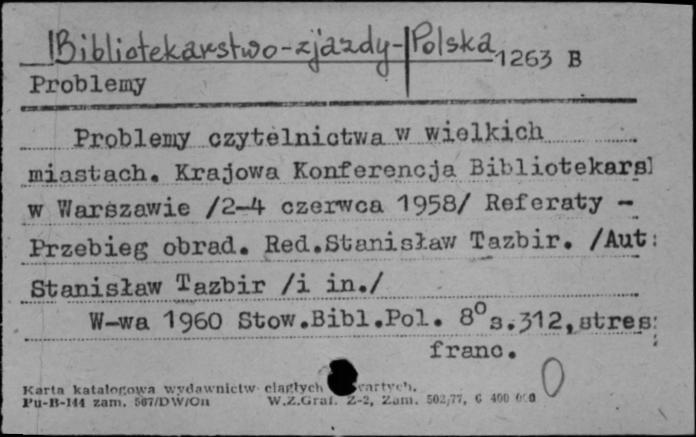 Bibliotekarstwo-zjazdy-Polska 1263 B
Problemy
Problemy czytelnictwa w wielkich
miastach. Krajowa Konferencja Bibliotekarsl
w Warszawie /2-4 czerwca 1958/ Referaty -
Przebieg obrad. Red.Stanisław Tazbir. /Aut:
Stanisław Tazbir /i in./
W-wa 1960 Stow.Bibl.Pol. 8° s.312, stres:
franc.
Karta katalogowa wydawnictw ciągłych
Pu-B-144 zam. 567/DW/On W.Z.Graf. Z-2, Zam. 502/77, 6 400 000